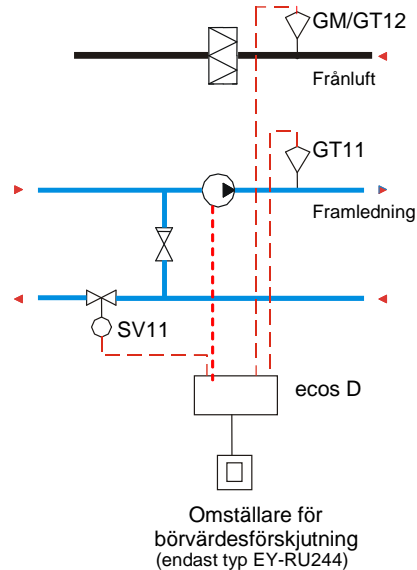 GM/GT12
Frånluft
GT11
Framledning
SV11
ecos D
Omställare för
börvärdesförskjutning
(endast typ EY-RU244)